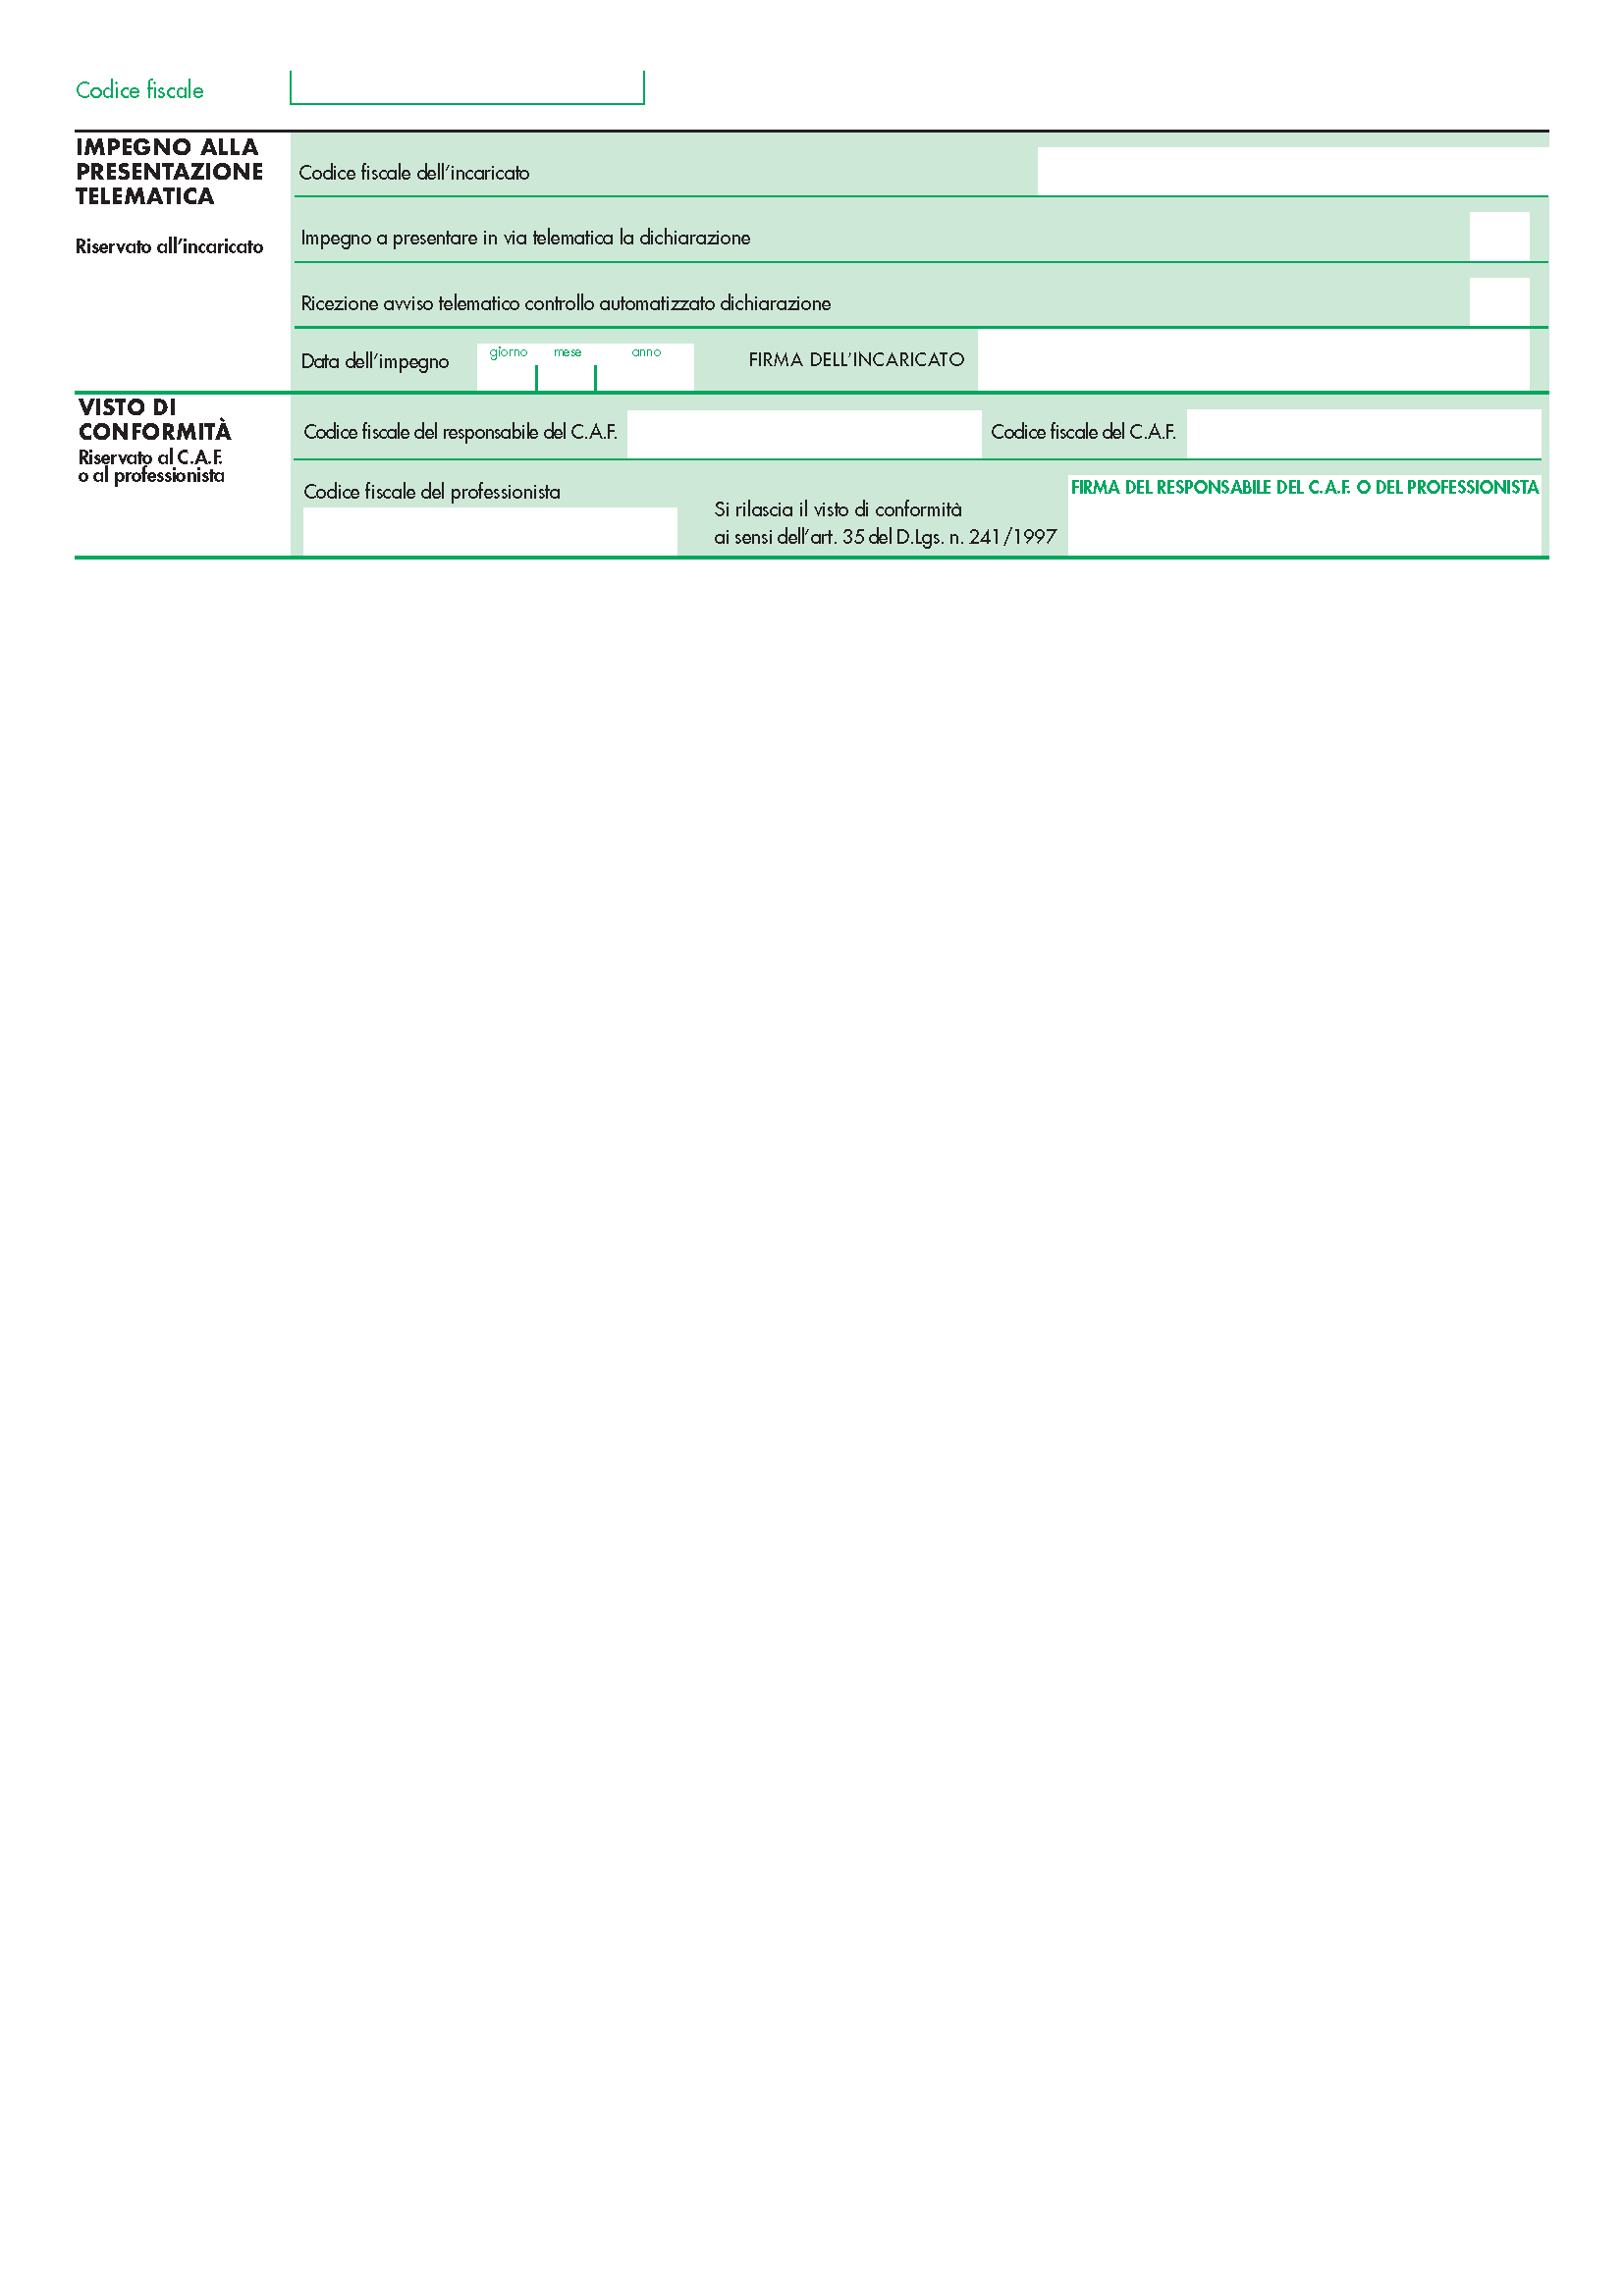 Codice fiscale
IMPEGNO ALLA
PRESENTAZIONE
TELEMATICA
Riservato all'incaricato
Codice fiscale dell'incaricato
Impegno a presentare in via telematica la dichiarazione
Ricezione avviso telematico controllo automatizzato dichiarazione
Data dell'impegno giorno mese anno FIRMA DELL'INCARICATO
VISTO DI
CONFORMITÀ
Riservato al C.A.F.
o al professionista
Codice fiscale del responsabile del C.A.F. Codice fiscale del C.A.F.
Codice fiscale del professionista
Si rilascia il visto di conformità
ai sensi dell'art. 35 del D.Lgs. n. 241/1997
FIRMA DEL RESPONSABILE DEL C.A.F. O DEL PROFESSIONISTA